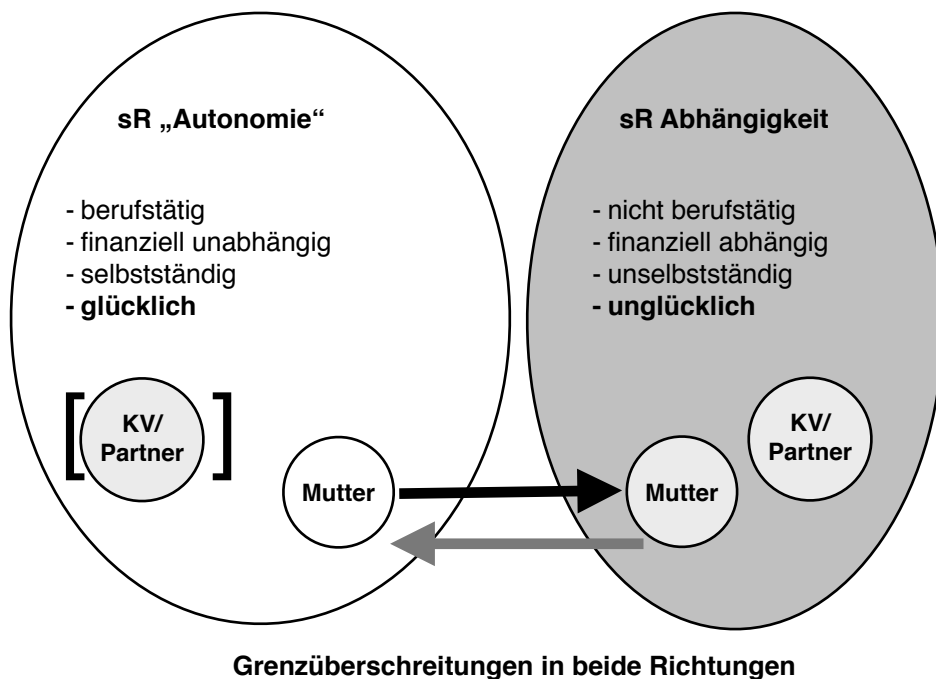 sR „Autonomie“
- berufstätig
- finanziell unabhängig
- selbstständig
- glücklich
[ KV/
Partner ]
Mutter
sR Abhängigkeit
- nicht berufstätig
- finanziell abhängig
- unselbstständig
- unglücklich
KV/
Partner
Mutter
Grenzüberschreitungen in beide Richtungen